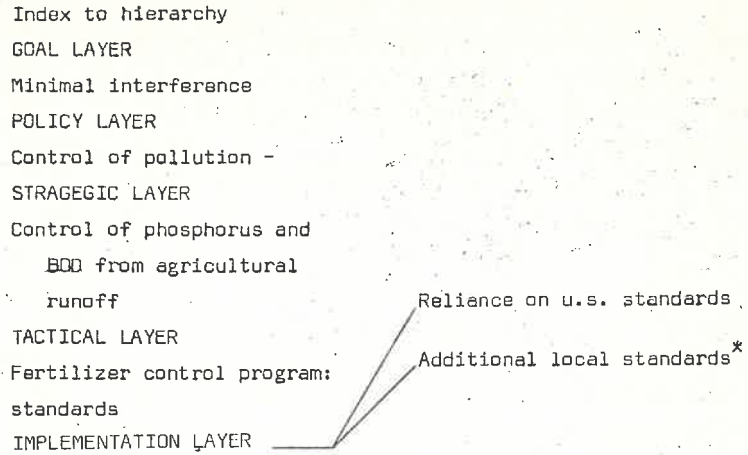 Index to hierarchy
GOAL LAYER
Minimal interference
POLICY LAYER
Control of pollution -
STRAGEGIC LAYER
Control of phosphorus and
BOD from agricultural
runoff
TACTICAL LAYER
Fertilizer control program:
standards
IMPLEMENTATION LAYER
Reliance on u.s. standards
Additional local standards*